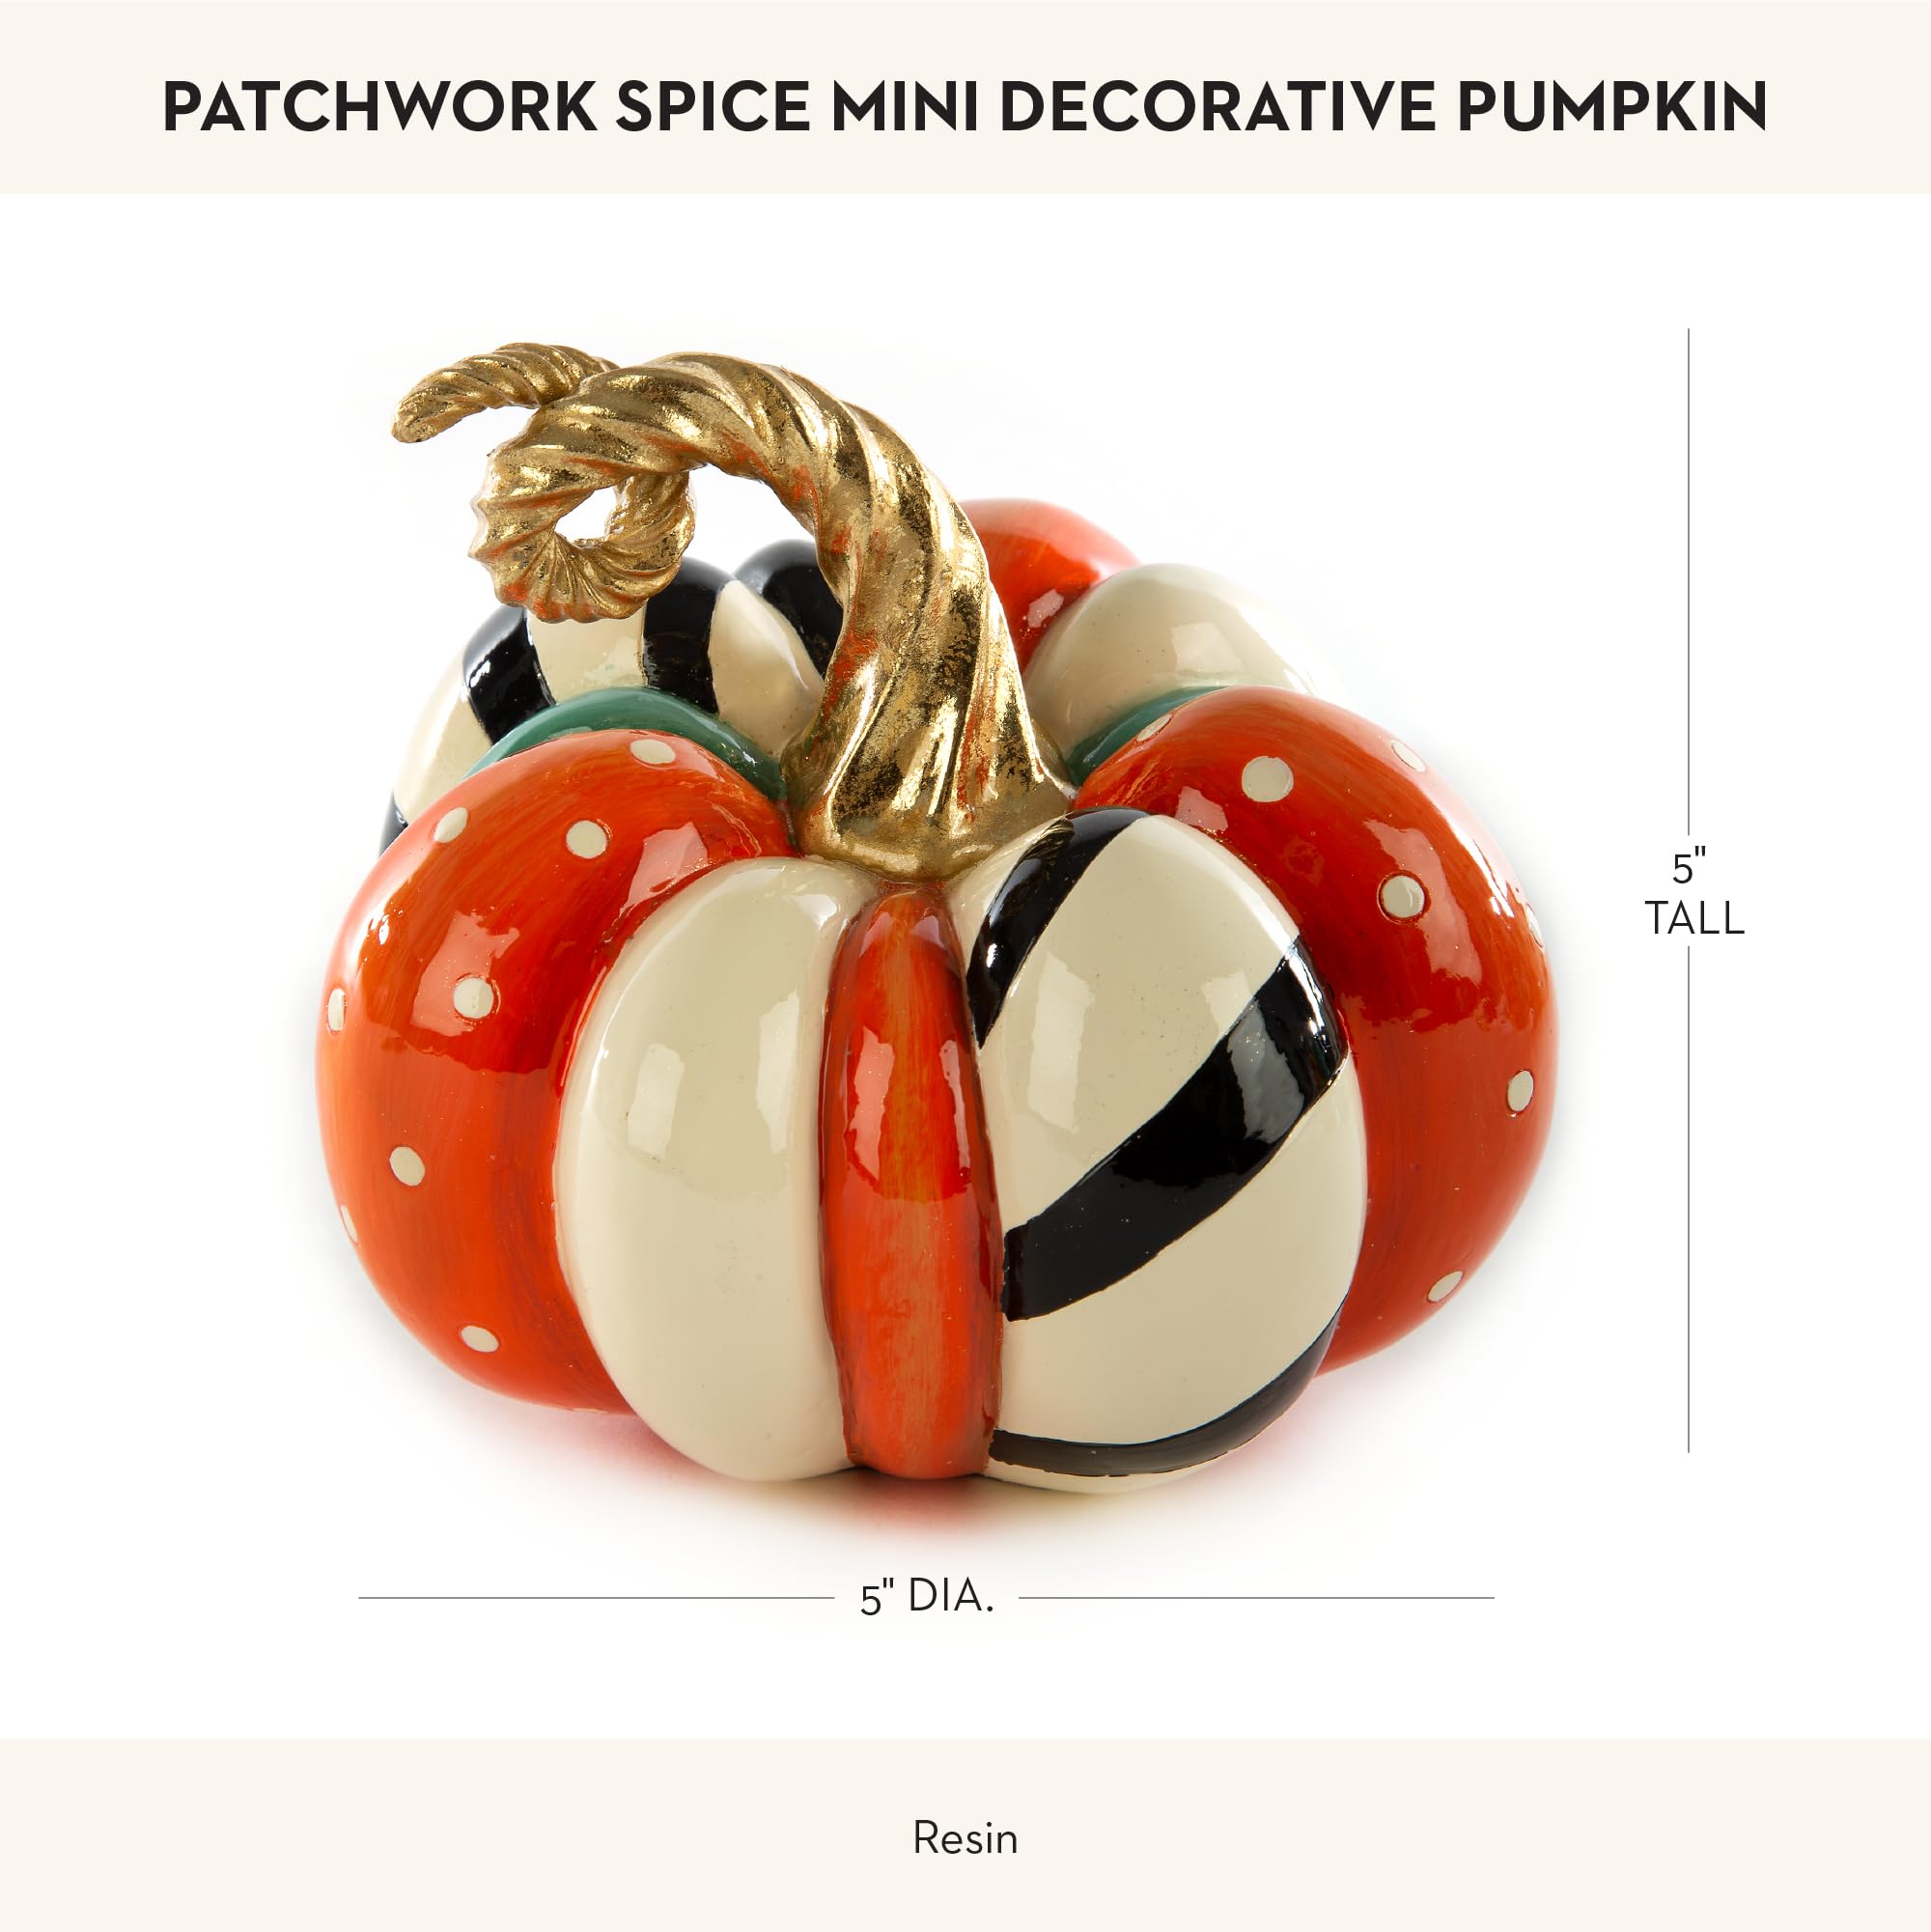 PATCHWORK SPICE MINI DECORATIVE PUMPKIN
5"
TALL
5" DIA.
Resin